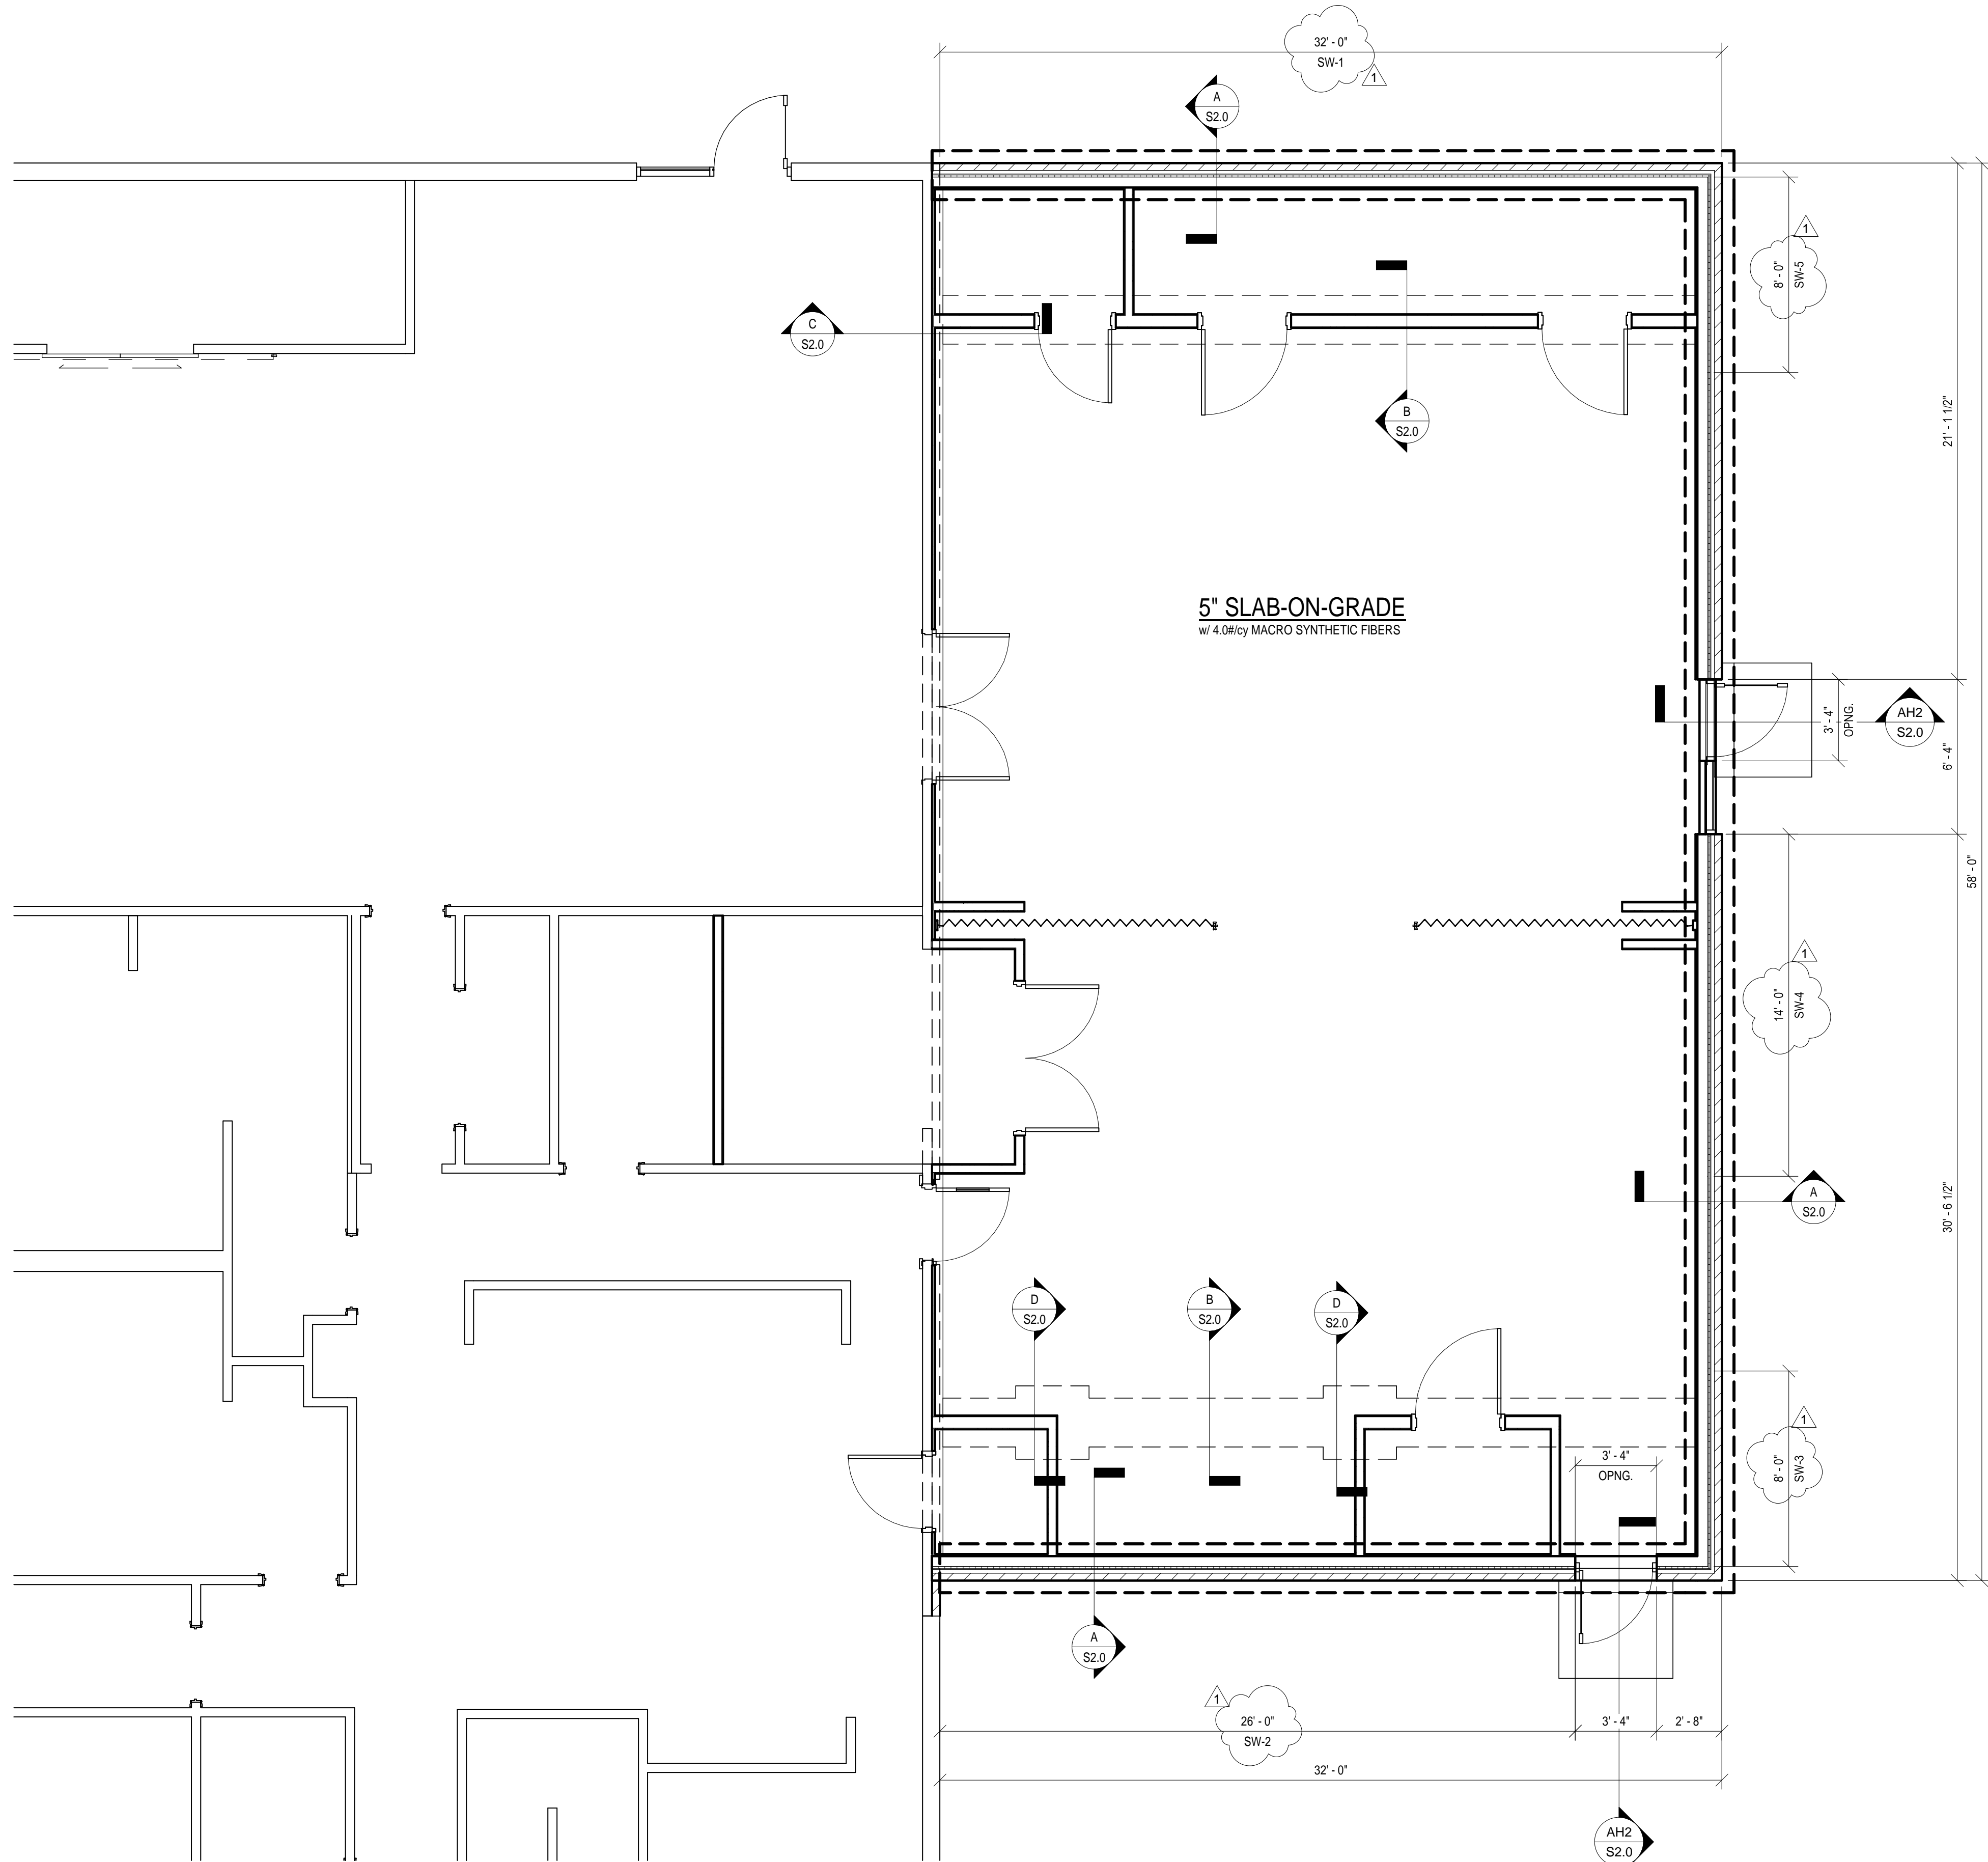 32' - 0"
SW-1
1
A
S2.0
1
8' - 0"
SW-5
C
S2.0
B
S2.0
21' - 1 1/2"
5" SLAB-ON-GRADE
w/ 4.0#/cy MACRO SYNTHETIC FIBERS
3' - 4"
OPNG.
AH2
S2.0
6' - 4"
58' - 0"
1
14' - 0"
SW-4
A
S2.0
30' - 6 1/2"
D
S2.0
B
S2.0
D
S2.0
1
8' - 0"
SW-3
3' - 4"
OPNG.
A
S2.0
1
26' - 0"
SW-2
3' - 4"
2' - 8"
32' - 0"
AH2
S2.0